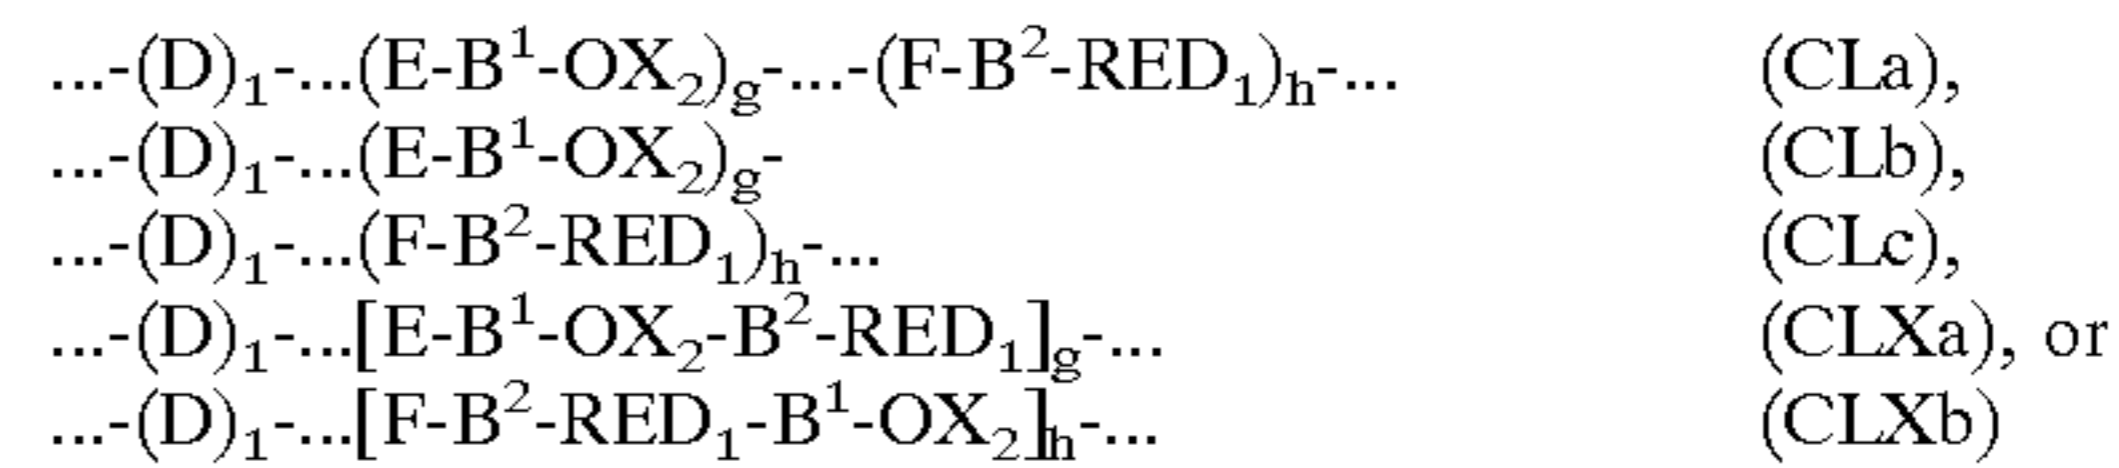 ...-(D)₁-...(E-B¹-OX₂)g-...-(F-B²-RED₁)h-... (CLa),
...-(D)₁-...(E-B¹-OX₂)g- (CLb),
...-(D)₁-...(F-B²-RED₁)h-... (CLc),
...-(D)₁-...[E-B¹-OX₂-B²-RED₁]g-... (CLXa), or
...-(D)₁-...[F-B²-RED₁-B¹-OX₂]h-... (CLXb)